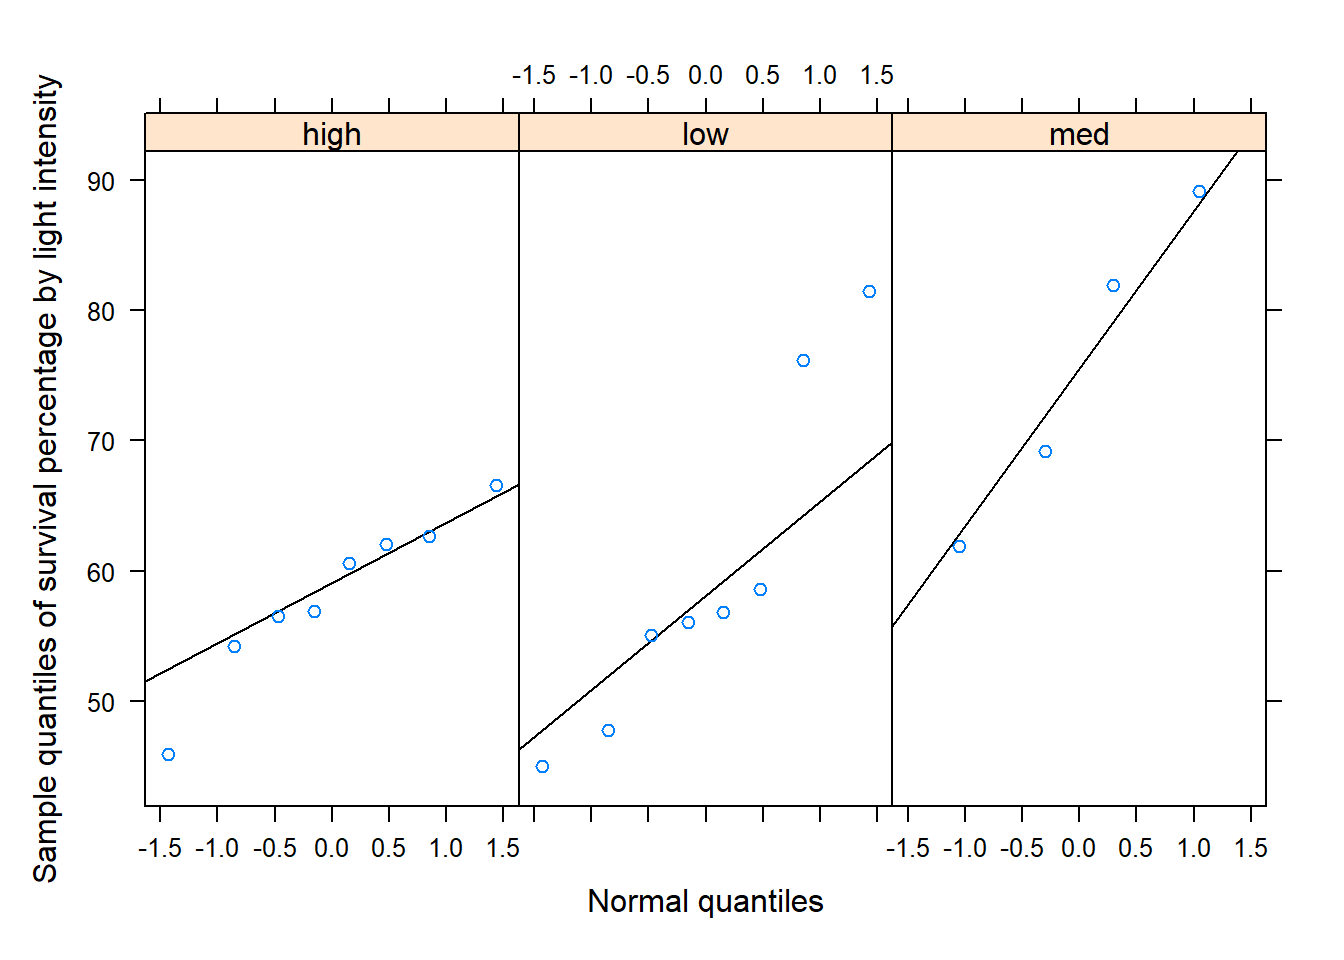 Sample quantiles of survival percentage by light intensity
-1.5 -1.0 -0.5 0.0 0.5 1.0 1.5
high low med
90
80
70
60
50
-1.5 -1.0 -0.5 0.0 0.5 1.0 1.5 -1.5 -1.0 -0.5 0.0 0.5 1.0 1.5
Normal quantiles